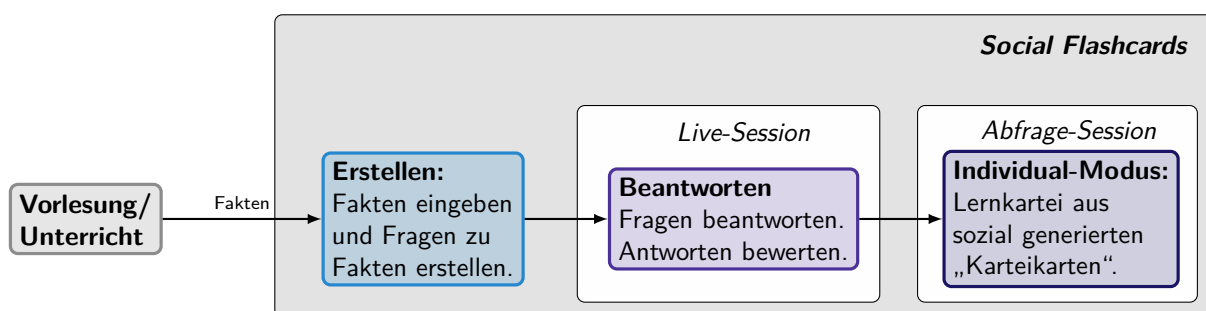 Social Flashcards
Vorlesung/
Unterricht
Fakten
Erstellen:
Fakten eingeben
und Fragen zu
Fakten erstellen.
Live-Session
Beantworten
Fragen beantworten.
Antworten bewerten.
Abfrage-Session
Individual-Modus:
Lernkartei aus
sozial generierten
„Karteikarten“.